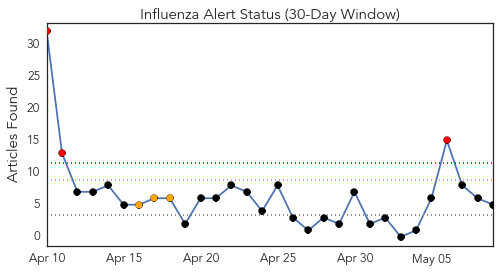 Influenza Alert Status (30-Day Window)
Articles Found
30
25
20
15
10
5
0
Apr 10
Apr 15
Apr 20
Apr 25
Apr 30
May 05